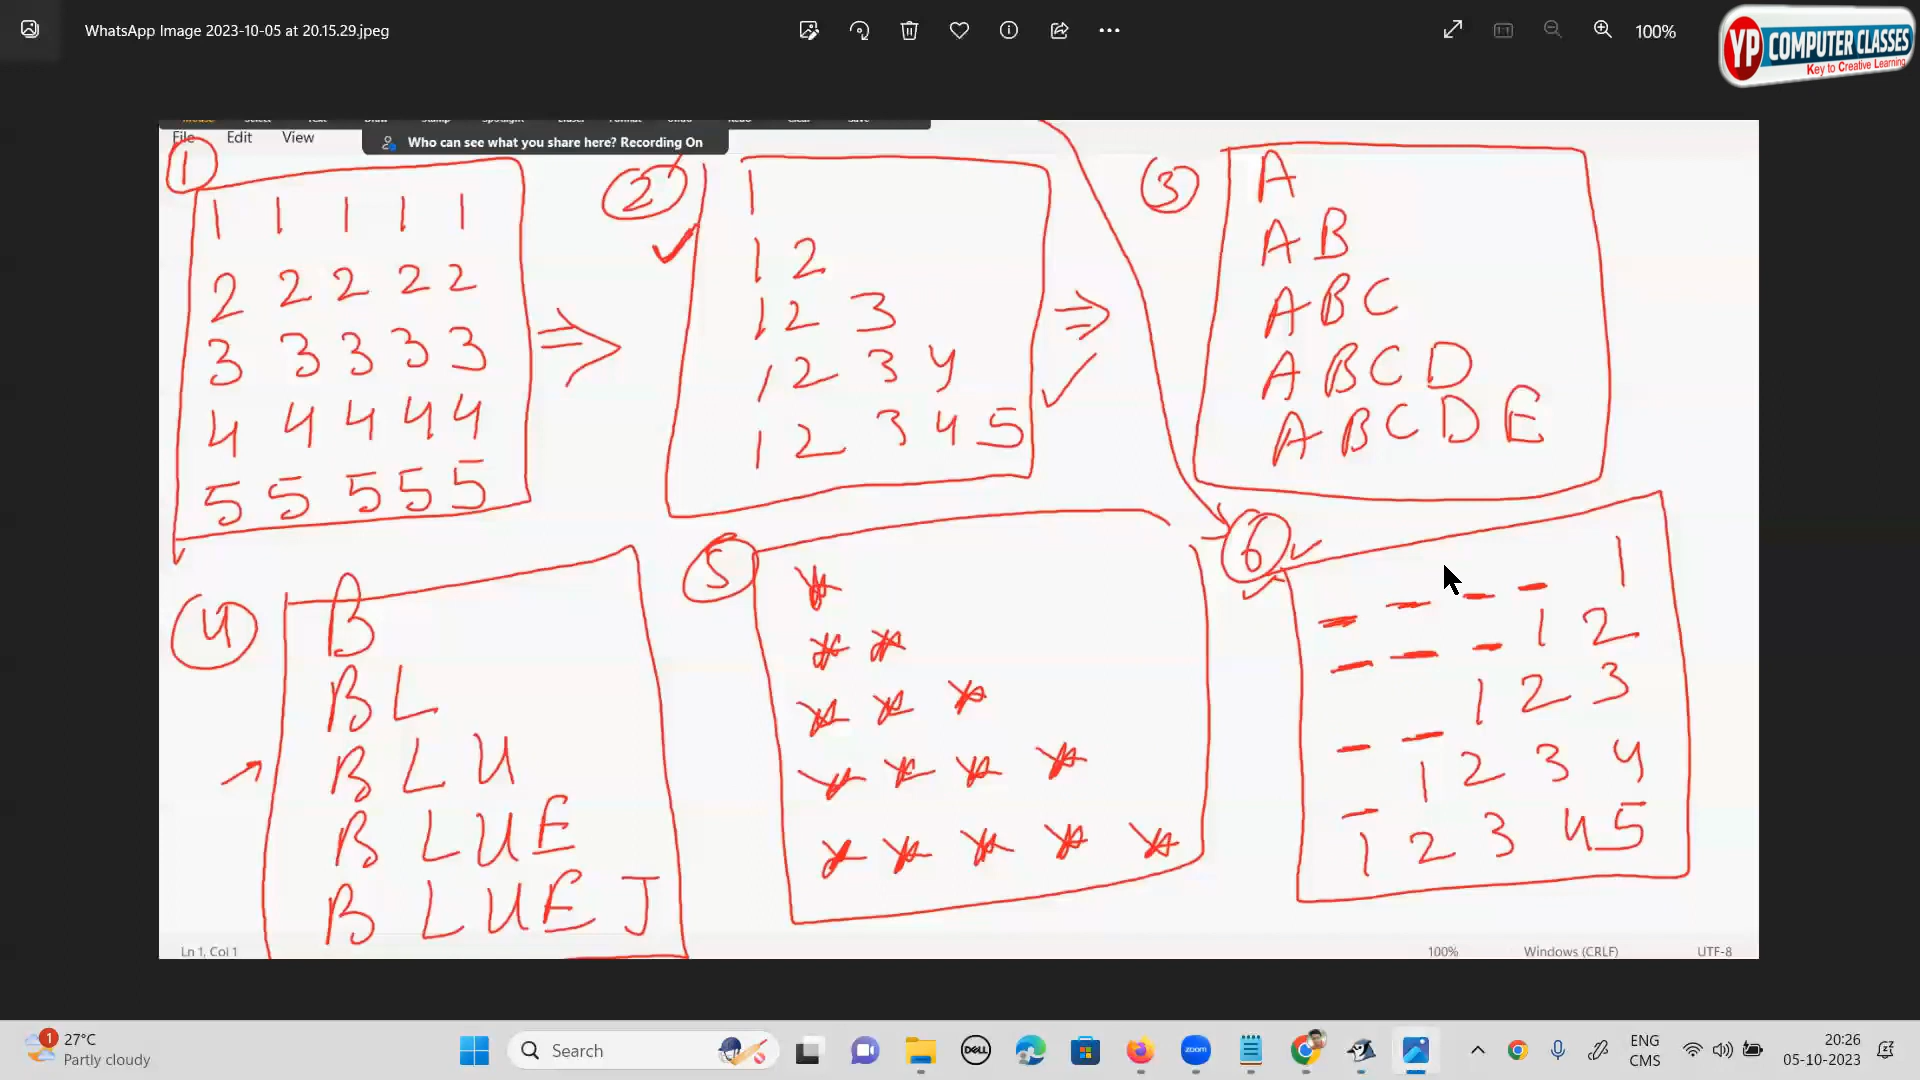 WhatsApp Image 2023-10-05 at 20.15.29.jpeg
100%
YP COMPUTER CLASSES
Key to Creative Learning
File Edit View
Who can see what you share here? Recording On
1
1 1 1 1 1
2 2 2 2 2
3 3 3 3 3
4 4 4 4 4
5 5 5 5 5
2
1
1 2
1 2 3
1 2 3 4
1 2 3 4 5
3
A
A B
A B C
A B C D
A B C D E
4
B
B L
B L U
B L U E
B L U E J
5
*
* *
* * *
* * * *
* * * * *
6
_ _ _ _ 1
_ _ _ 1 2
_ _ 1 2 3
_ 1 2 3 4
1 2 3 4 5
Ln 1, Col 1
100%
Windows (CRLF)
UTF-8
1
27°C
Partly cloudy
Search
DELL
zoom
ENG
CMS
20:26
05-10-2023